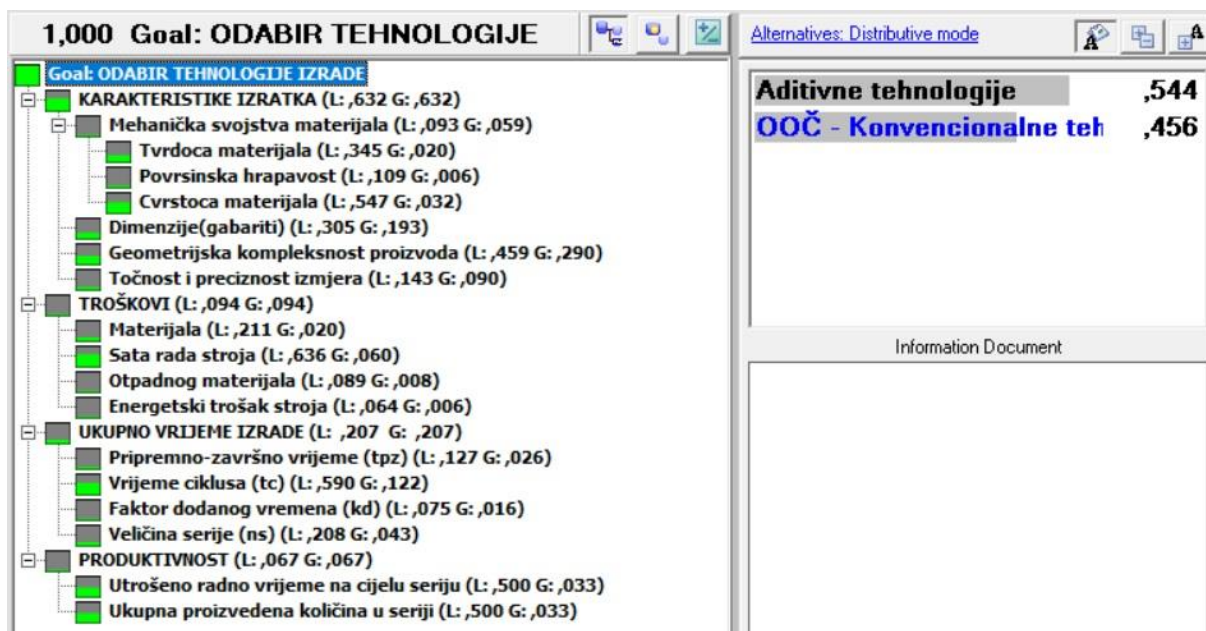 1,000 Goal: ODABIR TEHNOLOGIJE
Goal: ODABIR TEHNOLOGIJE IZRADE
KARAKTERISTIKE IZRATKA (L: ,632 G: ,632)
Mehanička svojstva materijala (L: ,093 G: ,059)
Tvrdoca materijala (L: ,345 G: ,020)
Povrsinska hrapavost (L: ,109 G: ,006)
Cvrstoca materijala (L: ,547 G: ,032)
Dimenzije(gabariti) (L: ,305 G: ,193)
Geometrijska kompleksnost proizvoda (L: ,459 G: ,290)
Točnost i preciznost izmjera (L: ,143 G: ,090)
TROŠKOVI (L: ,094 G: ,094)
Materijala (L: ,211 G: ,020)
Sata rada stroja (L: ,636 G: ,060)
Otpadnog materijala (L: ,089 G: ,008)
Energetski trošak stroja (L: ,064 G: ,006)
UKUPNO VRIJEME IZRADE (L: ,207 G: ,207)
Pripremno-završno vrijeme (tpz) (L: ,127 G: ,026)
Vrijeme ciklusa (tc) (L: ,590 G: ,122)
Faktor dodanog vremena (kd) (L: ,075 G: ,016)
Veličina serije (ns) (L: ,208 G: ,043)
PRODUKTIVNOST (L: ,067 G: ,067)
Utrošeno radno vrijeme na cijelu seriju (L: ,500 G: ,033)
Ukupna proizvedena količina u seriji (L: ,500 G: ,033)
Alternatives: Distributive mode
Aditivne tehnologije ,544
OOČ - Konvencionalne teh ,456
Information Document